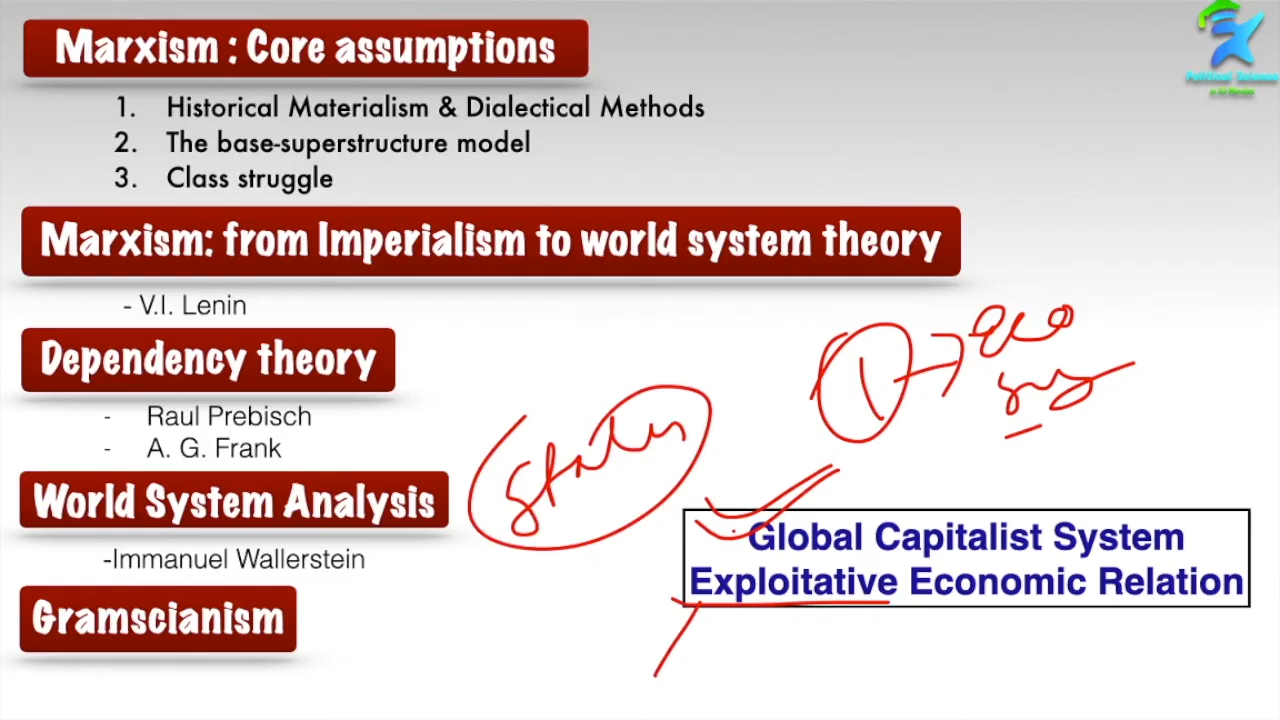 Marxism : Core assumptions
1. Historical Materialism & Dialectical Methods
2. The base-superstructure model
3. Class struggle
Marxism: from Imperialism to world system theory
- V.I. Lenin
Dependency theory
- Raul Prebisch
- A. G. Frank
World System Analysis
-Immanuel Wallerstein
Gramscianism
Global Capitalist System
Exploitative Economic Relation
Political Science